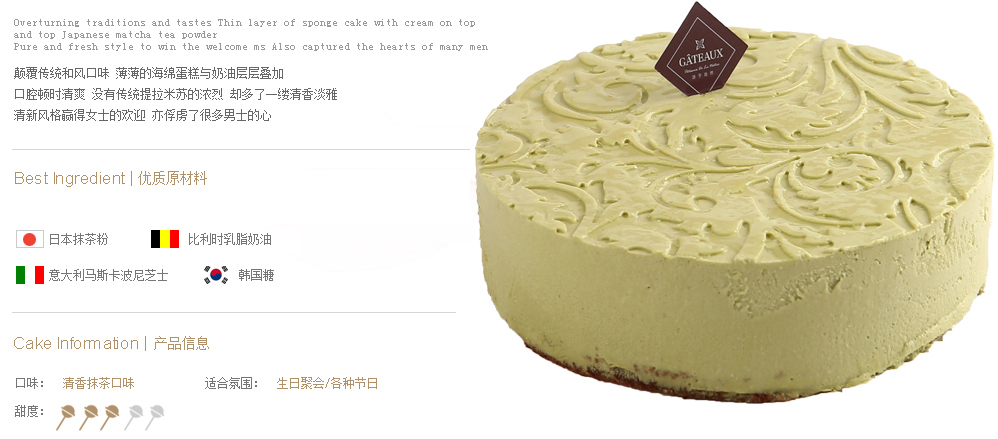 Overturning traditions and tastes Thin layer of sponge cake with cream on top
and top Japanese matcha tea powder
Pure and fresh style to win the welcome ms Also captured the hearts of many men
颠覆传统和风口味 薄薄的海绵蛋糕与奶油层层叠加
口腔顿时清爽 没有传统提拉米苏的浓烈 却多了一缕清香淡雅
清新风格赢得女士的欢迎 亦俘虏了很多男士的心
Best Ingredient | 优质原材料
日本抹茶粉 比利时乳脂奶油
意大利马斯卡波尼芝士 韩国糖
Cake Information | 产品信息
口味： 清香抹茶口味 适合氛围： 生日聚会/各种节日
甜度：
GÂTEAUX